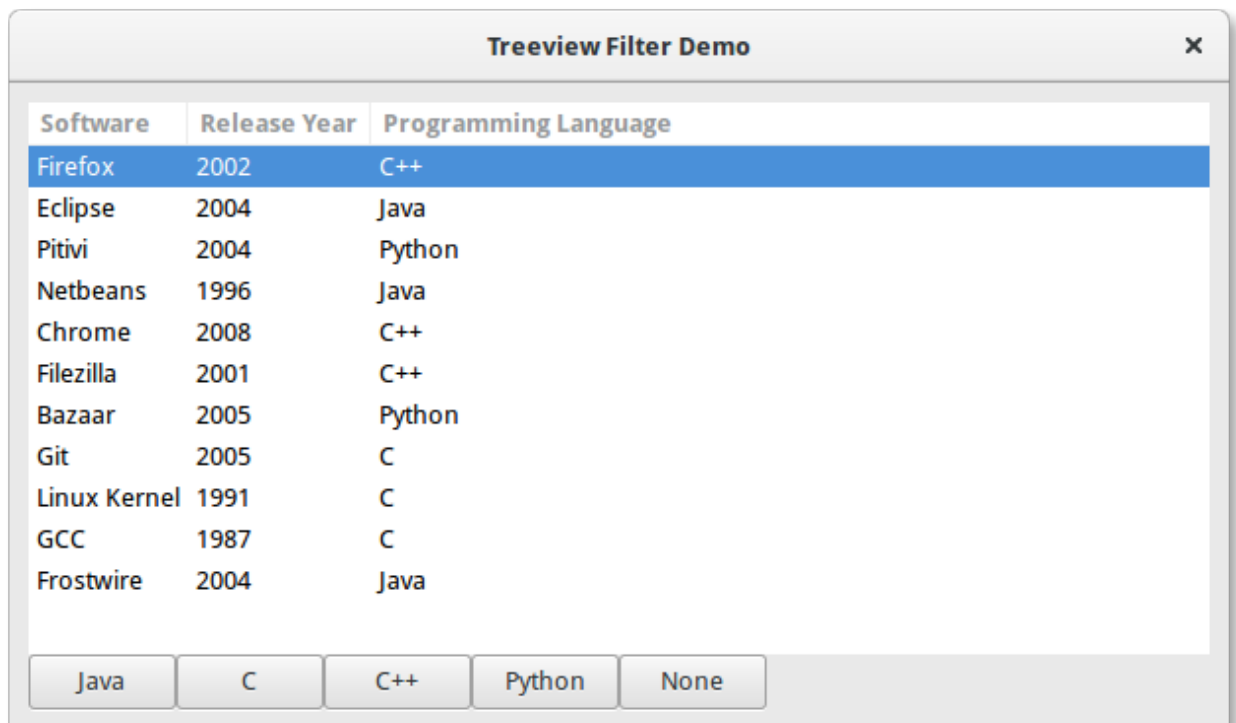 Treeview Filter Demo ×
Software Release Year Programming Language
Firefox 2002 C++
Eclipse 2004 Java
Pitivi 2004 Python
Netbeans 1996 Java
Chrome 2008 C++
Filezilla 2001 C++
Bazaar 2005 Python
Git 2005 C
Linux Kernel 1991 C
GCC 1987 C
Frostwire 2004 Java
Java C C++ Python None